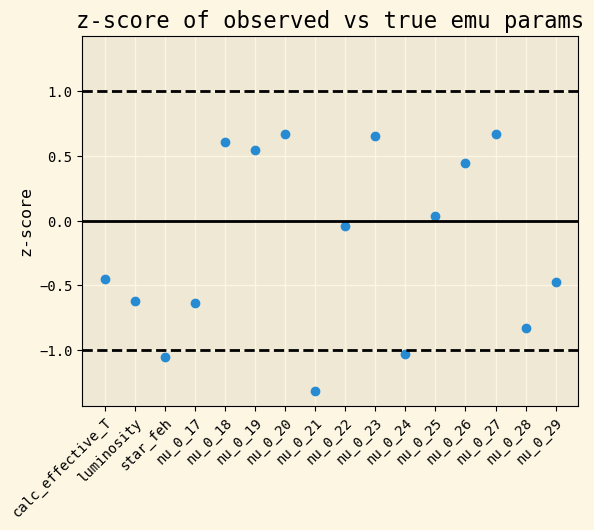 z-score of observed vs true emu params
z-score
1.0
0.5
0.0
−0.5
−1.0
calc_effective_T
luminosity
star_feh
nu_0_17
nu_0_18
nu_0_19
nu_0_20
nu_0_21
nu_0_22
nu_0_23
nu_0_24
nu_0_25
nu_0_26
nu_0_27
nu_0_28
nu_0_29